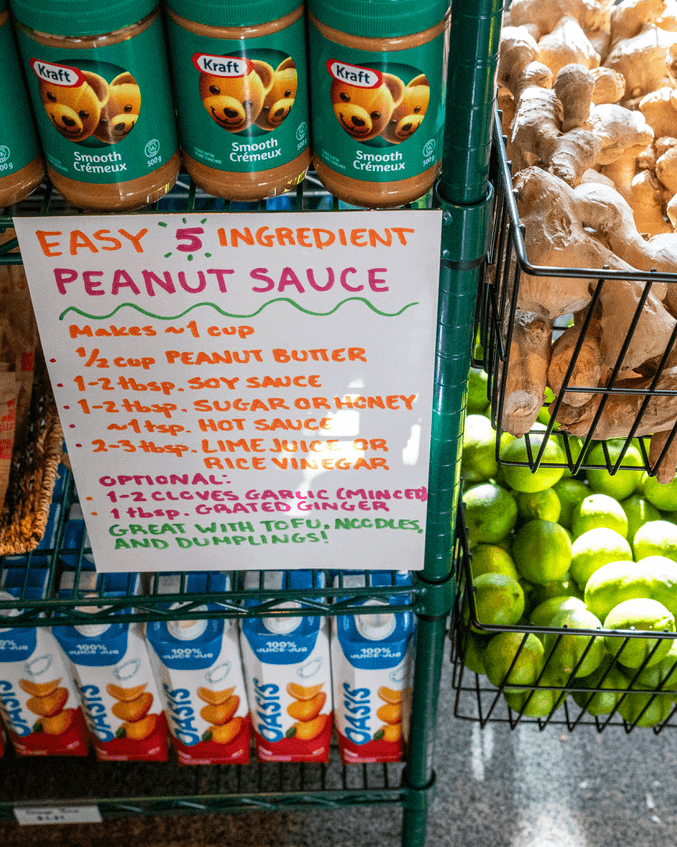 Kraft
Smooth
Crémeux
500g
Kraft
Smooth
Crémeux
500g
Kraft
Smooth
Crémeux
500g
EASY 5 INGREDIENT
PEANUT SAUCE
Makes ~1 cup
• 1/2 cup PEANUT BUTTER
• 1-2 tbsp. SOY SAUCE
• 1-2 tbsp. SUGAR OR HONEY
• ~1 tsp. HOT SAUCE
• 2-3 tbsp. LIME JUICE OR
RICE VINEGAR
OPTIONAL:
• 1-2 CLOVES GARLIC (MINCED)
• 1 tbsp. GRATED GINGER
GREAT WITH TOFU, NOODLES,
AND DUMPLINGS!
100%
JUICE-JUS
OASIS
100%
JUICE-JUS
OASIS
100%
JUICE-JUS
OASIS
100%
JUICE-JUS
OASIS